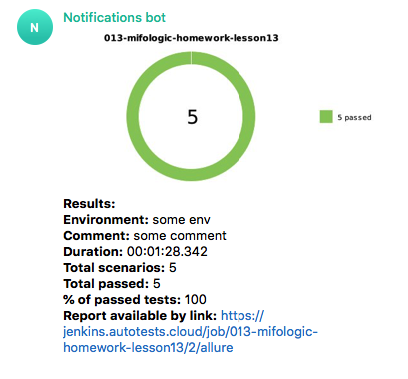 N
Notifications bot
013-mifologic-homework-lesson13
5
5 passed
Results:
Environment: some env
Comment: some comment
Duration: 00:01:28.342
Total scenarios: 5
Total passed: 5
% of passed tests: 100
Report available by link: https://
jenkins.autotests.cloud/job/013-mifologic-
homework-lesson13/2/allure